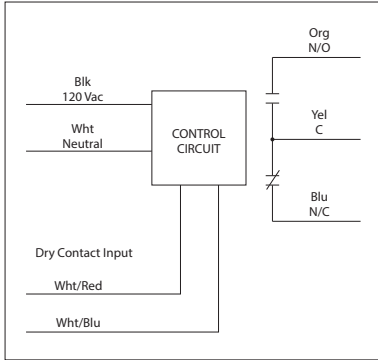 Org
N/O
Blk
120 Vac
Yel
C
Wht
Neutral
CONTROL
CIRCUIT
Blu
N/C
Dry Contact Input
Wht/Red
Wht/Blu